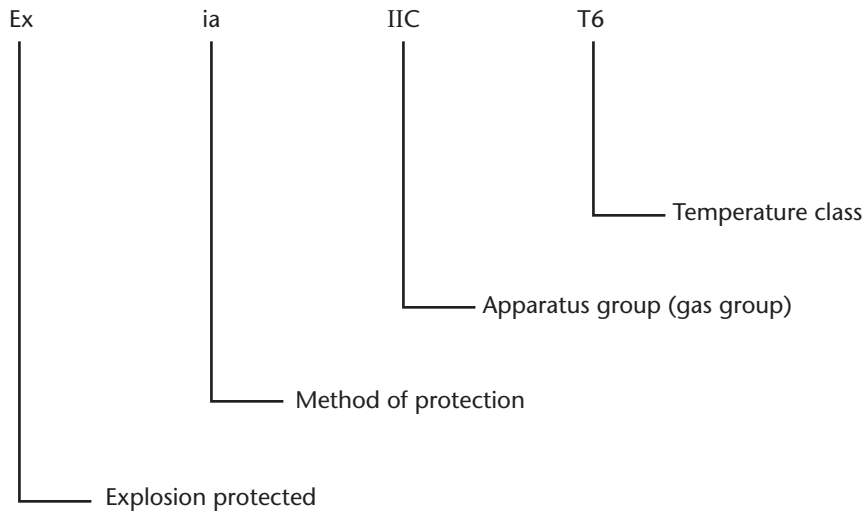 Ex ia IIC T6
Temperature class
Apparatus group (gas group)
Method of protection
Explosion protected